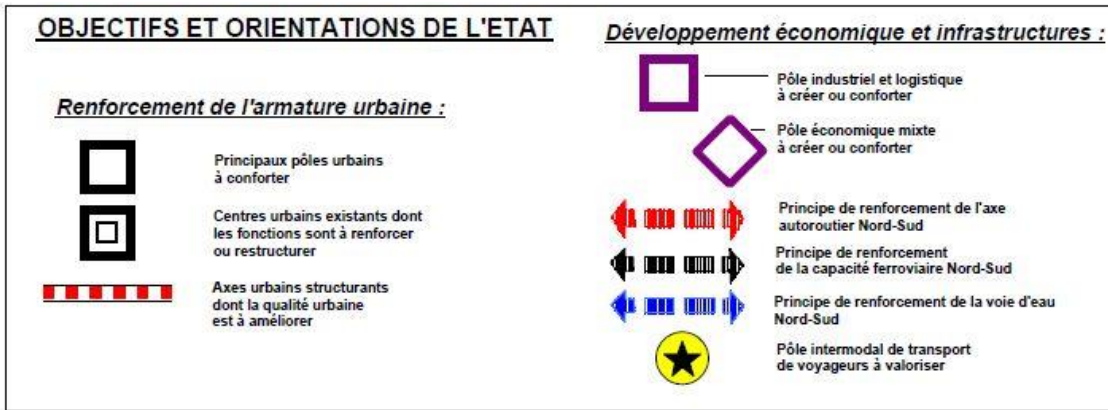 OBJECTIFS ET ORIENTATIONS DE L'ETAT
Renforcement de l'armature urbaine :
Principaux pôles urbains
à conforter
Centres urbains existants dont
les fonctions sont à renforcer
ou restructurer
Axes urbains structurants
dont la qualité urbaine
est à améliorer
Développement économique et infrastructures :
Pôle industriel et logistique
à créer ou conforter
Pôle économique mixte
à créer ou conforter
Principe de renforcement de l'axe
autoroutier Nord-Sud
Principe de renforcement
de la capacité ferroviaire Nord-Sud
Principe de renforcement de la voie d'eau
Nord-Sud
Pôle intermodal de transport
de voyageurs à valoriser